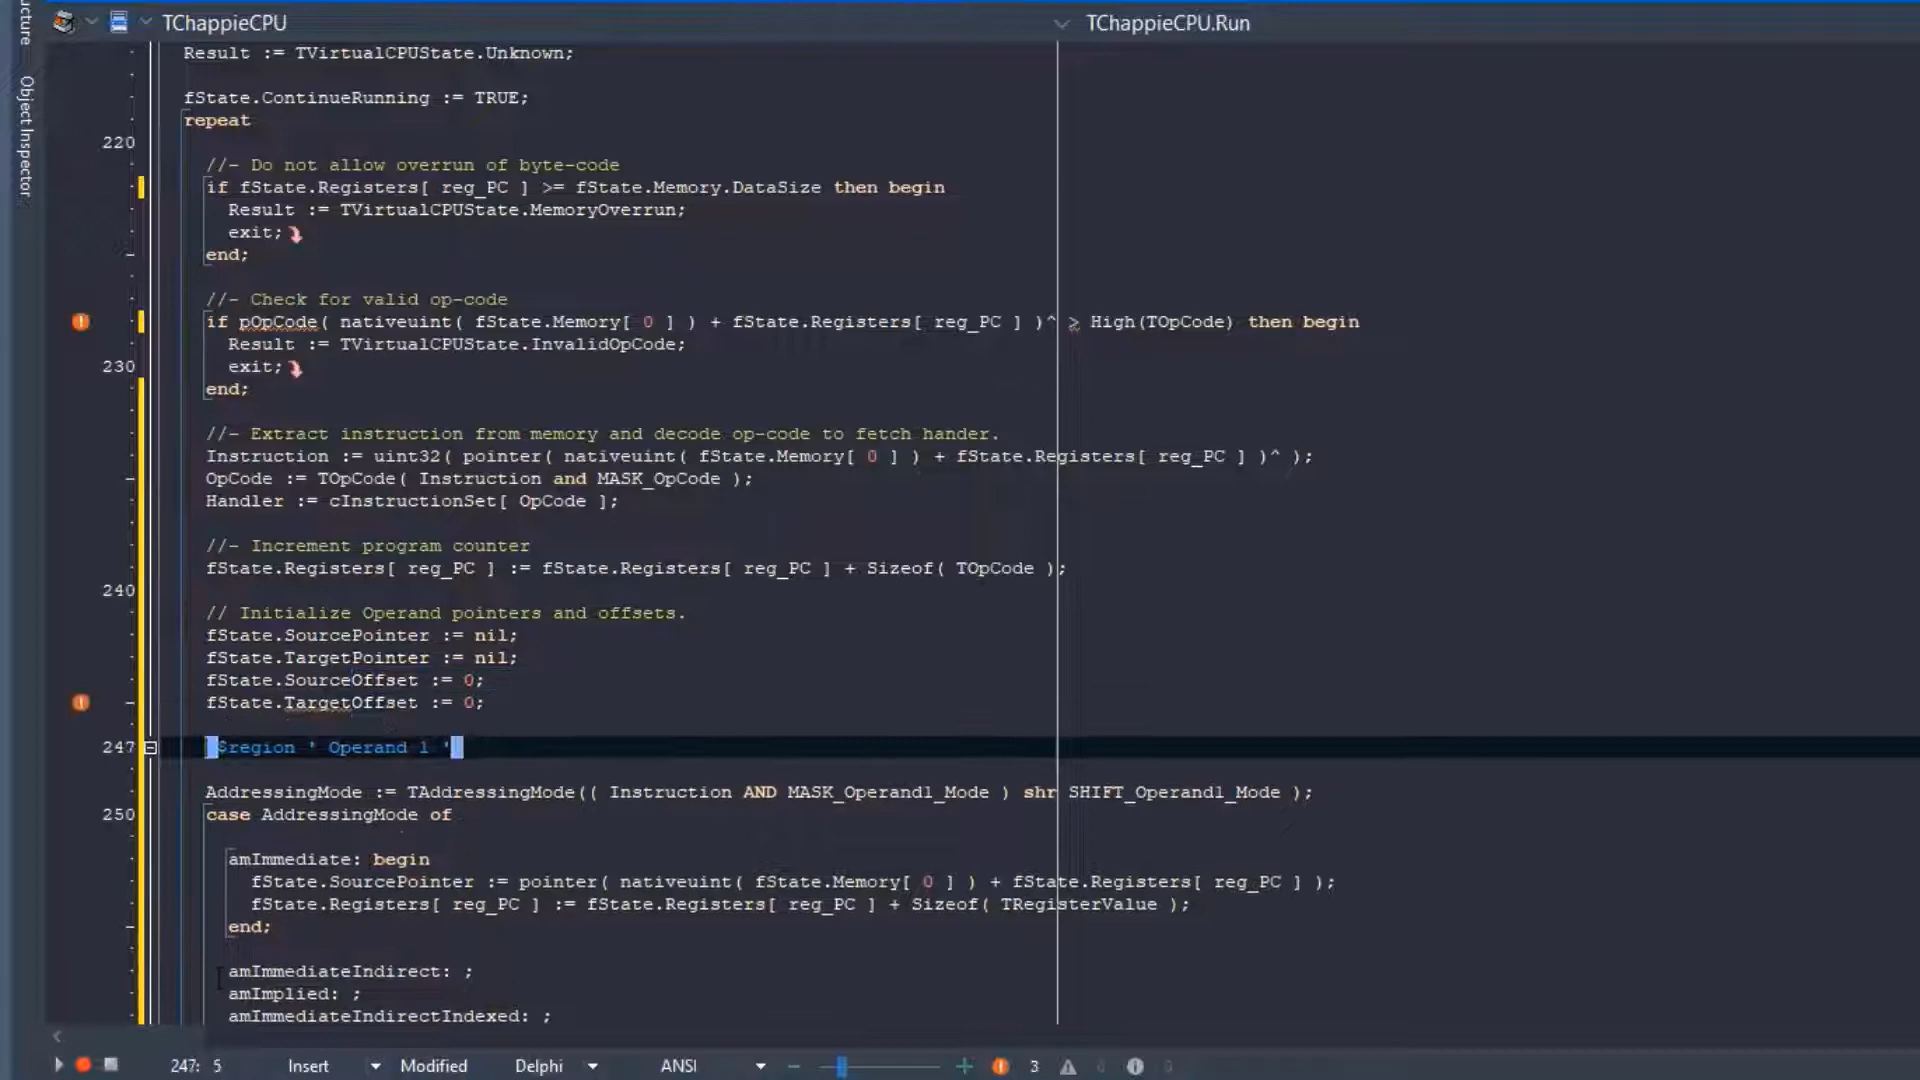 ucture
Object Inspector
TChappieCPU
TChappieCPU.Run
Result := TVirtualCPUState.Unknown;
fState.ContinueRunning := TRUE;
repeat
220
//- Do not allow overrun of byte-code
if fState.Registers[ reg_PC ] >= fState.Memory.DataSize then begin
Result := TVirtualCPUState.MemoryOverrun;
exit;
end;
//- Check for valid op-code
if pOpCode( nativeuint( fState.Memory[ 0 ] ) + fState.Registers[ reg_PC ] )^ > High(TOpCode) then begin
Result := TVirtualCPUState.InvalidOpCode;
230
exit;
end;
//- Extract instruction from memory and decode op-code to fetch hander.
Instruction := uint32( pointer( nativeuint( fState.Memory[ 0 ] ) + fState.Registers[ reg_PC ] )^ );
OpCode := TOpCode( Instruction and MASK_OpCode );
Handler := cInstructionSet[ OpCode ];
//- Increment program counter
fState.Registers[ reg_PC ] := fState.Registers[ reg_PC ] + Sizeof( TOpCode );
240
// Initialize Operand pointers and offsets.
fState.SourcePointer := nil;
fState.TargetPointer := nil;
fState.SourceOffset := 0;
fState.TargetOffset := 0;
247 {$region ' Operand 1 '}
AddressingMode := TAddressingMode(( Instruction AND MASK_Operand1_Mode ) shr SHIFT_Operand1_Mode );
250 case AddressingMode of
amImmediate: begin
fState.SourcePointer := pointer( nativeuint( fState.Memory[ 0 ] ) + fState.Registers[ reg_PC ] );
fState.Registers[ reg_PC ] := fState.Registers[ reg_PC ] + Sizeof( TRegisterValue );
end;
amImmediateIndirect: ;
amImplied: ;
amImmediateIndirectIndexed: ;
247: 5 Insert Modified Delphi ANSI 3